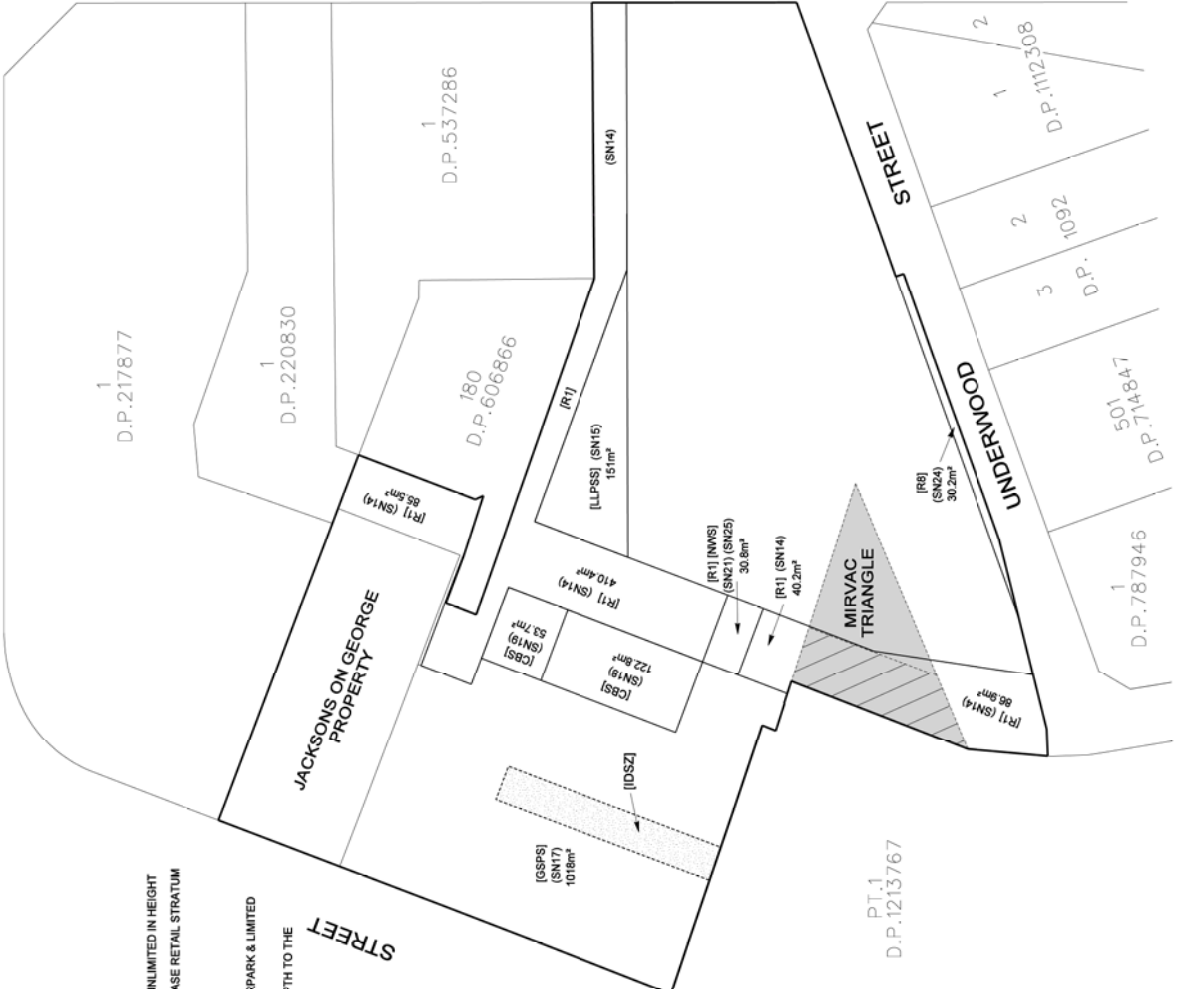 1
D.P.217877
1
D.P.220830
1
D.P.537286
180
D.P.606866
(SN14)
[R1]
[LLPSS] (SN15)
151m²
[R1] (SN14)
85.5m²
JACKSONS ON GEORGE
PROPERTY
[R1] (SN14)
410.4m²
[CBS]
(SN19)
53.7m²
[CBS]
(SN18)
122.8m²
[R1] [NWS]
(SN21) (SN25)
30.8m²
[R1] (SN14)
40.2m²
MIRVAC
TRIANGLE
[R1] (SN14)
86.9m²
[R8]
(SN24)
30.2m²
UNDERWOOD
STREET
2
1
D.P.1112308
2
3
D.P. 1092
501
D.P.714847
1
D.P.787946
[IDSZ]
[GSPS]
(SN17)
1018m²
PT.1
D.P.1213767
STREET
NLIMITED IN HEIGHT
ASE RETAIL STRATUM
RPARK & LIMITED
TH TO THE